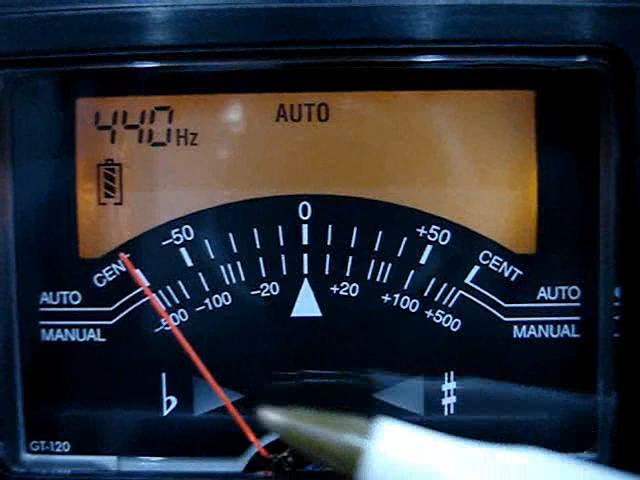 440Hz AUTO
-50 0 +50
CENT CENT
-500 -100 -20 +20 +100 +500
AUTO AUTO
MANUAL MANUAL
♭ #
GT-120